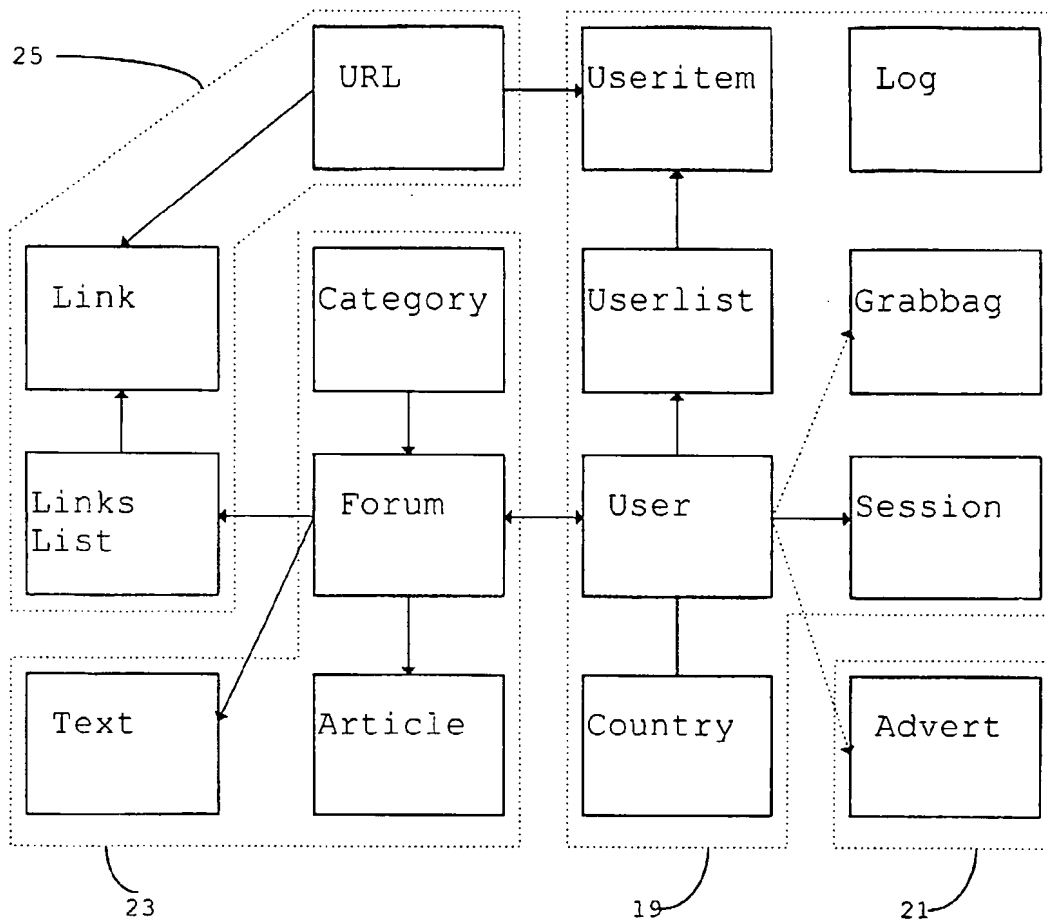 25
URL
Useritem
Log
Link
Category
Userlist
Grabbag
Links
List
Forum
User
Session
Text
Article
Country
Advert
23
19
21